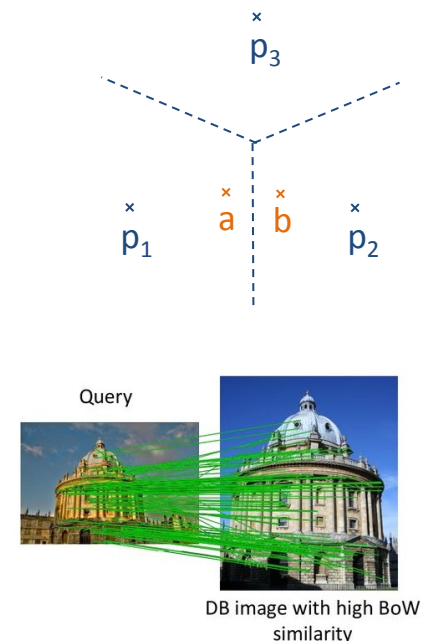 p₃
a
b
p₁
p₂
Query
DB image with high BoW
similarity